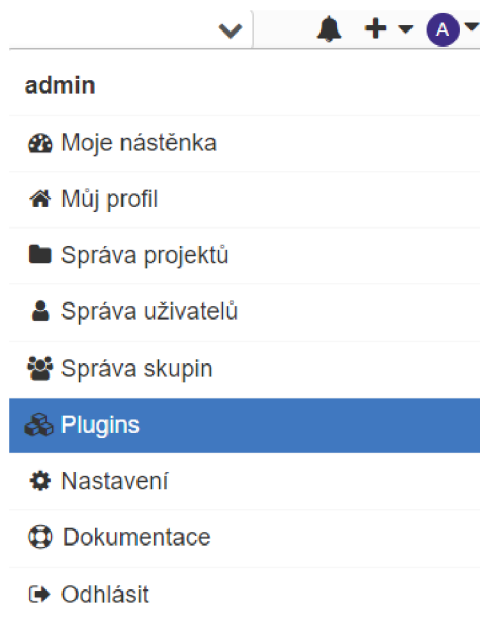 A
admin
Moje nástěnka
Můj profil
Správa projektů
Správa uživatelů
Správa skupin
Plugins
Nastavení
Dokumentace
Odhlásit